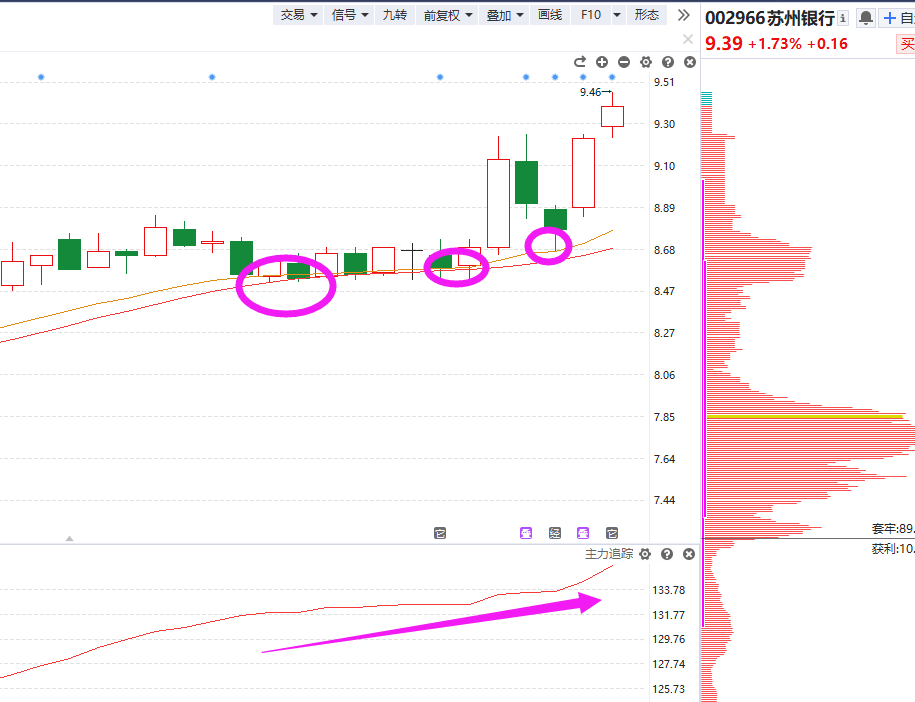 交易 信号 九转 前复权 叠加 画线 F10 形态
002966苏州银行
9.39 +1.73% +0.16
9.51
9.46
9.30
9.10
8.89
8.68
8.47
8.27
8.06
7.85
7.64
7.44
套牢:89.
获利:10.
主力追踪
133.78
131.77
129.76
127.74
125.73